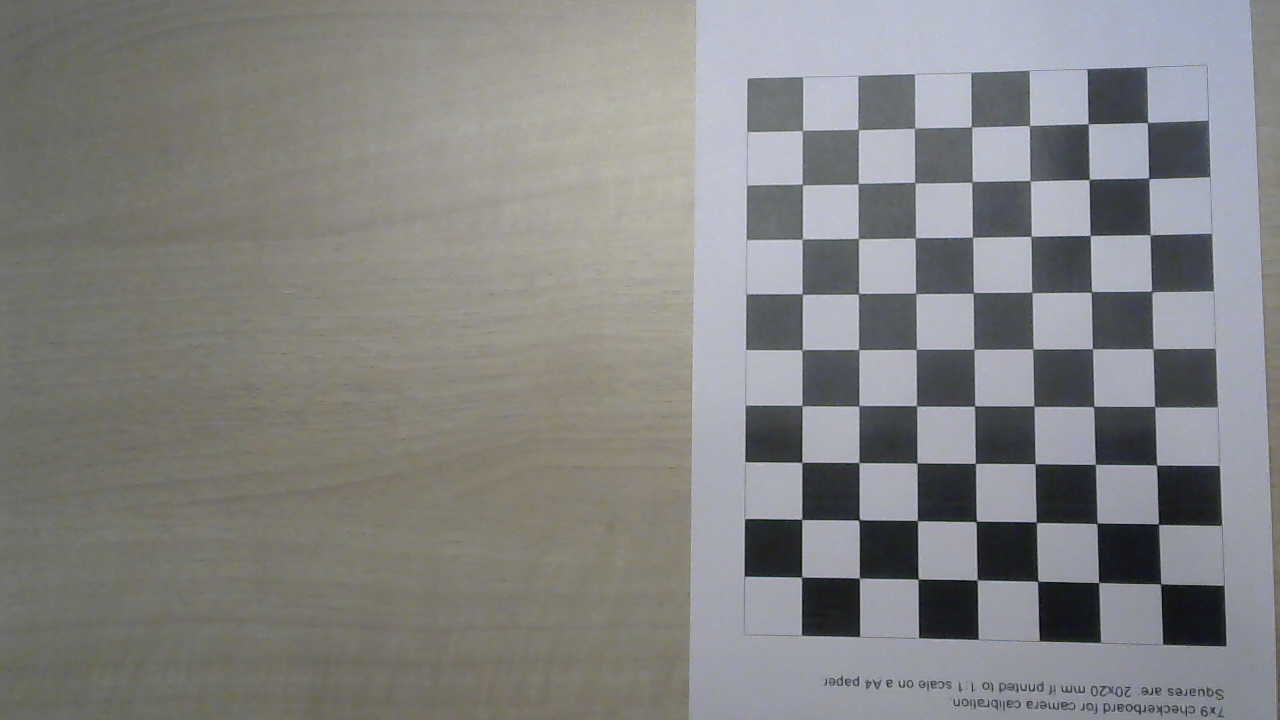 7x9 checkerboard for camera calibration.
Squares are: 20x20 mm if printed to 1:1 scale on a A4 paper